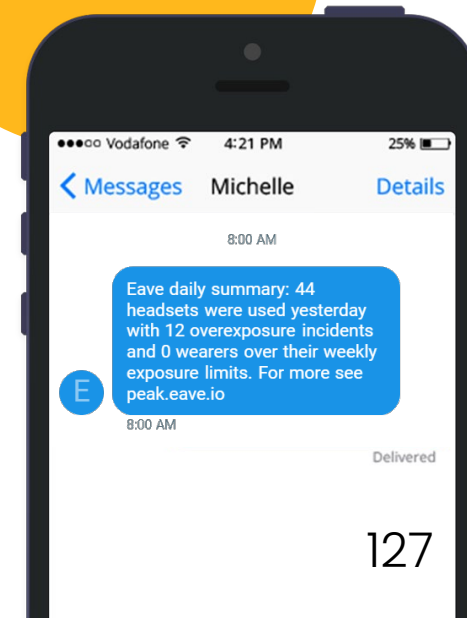 Vodafone 4:21 PM 25%
Messages Michelle Details
8:00 AM
Eave daily summary: 44
headsets were used yesterday
with 12 overexposure incidents
and 0 wearers over their weekly
exposure limits. For more see
peak.eave.io
E
8:00 AM
Delivered
127